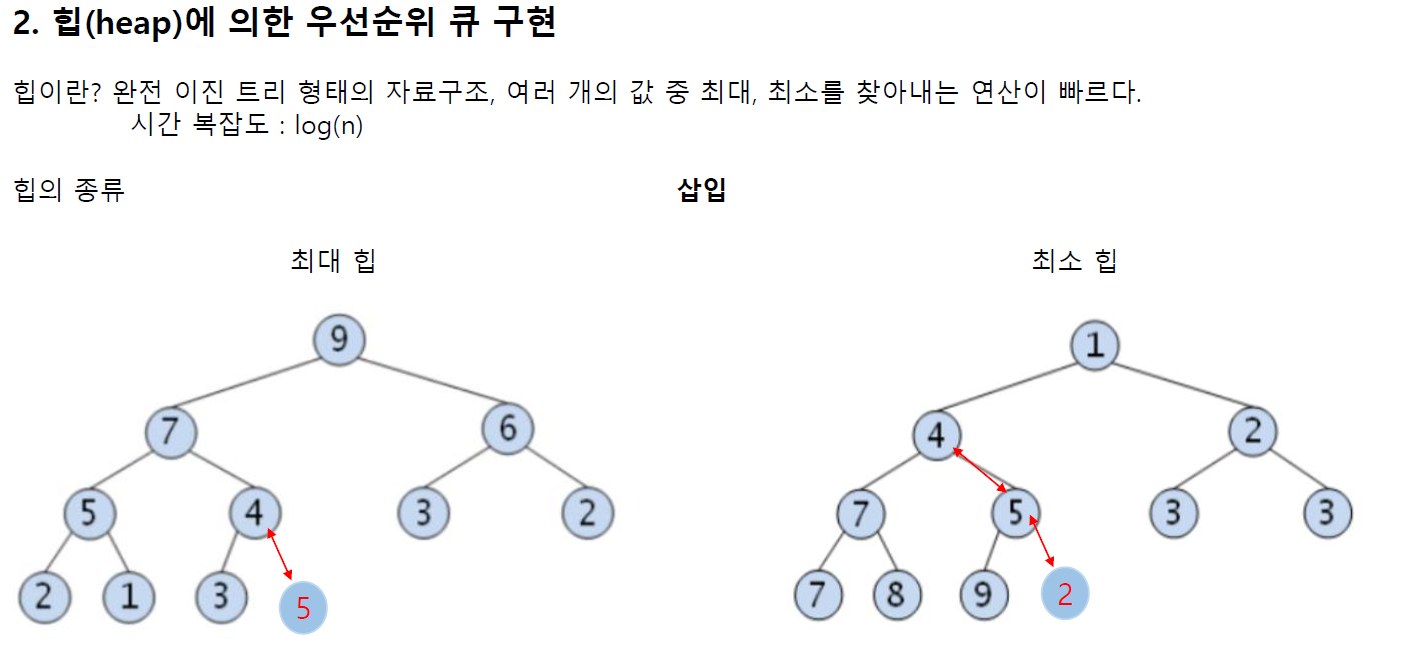 2. 힙(heap)에 의한 우선순위 큐 구현
힙이란? 완전 이진 트리 형태의 자료구조, 여러 개의 값 중 최대, 최소를 찾아내는 연산이 빠르다.
시간 복잡도 : log(n)
힙의 종류
삽입
최대 힙
최소 힙
9
7 6
5 4 3 2
2 1 3 5
1
4 2
7 5 3 3
7 8 9 2